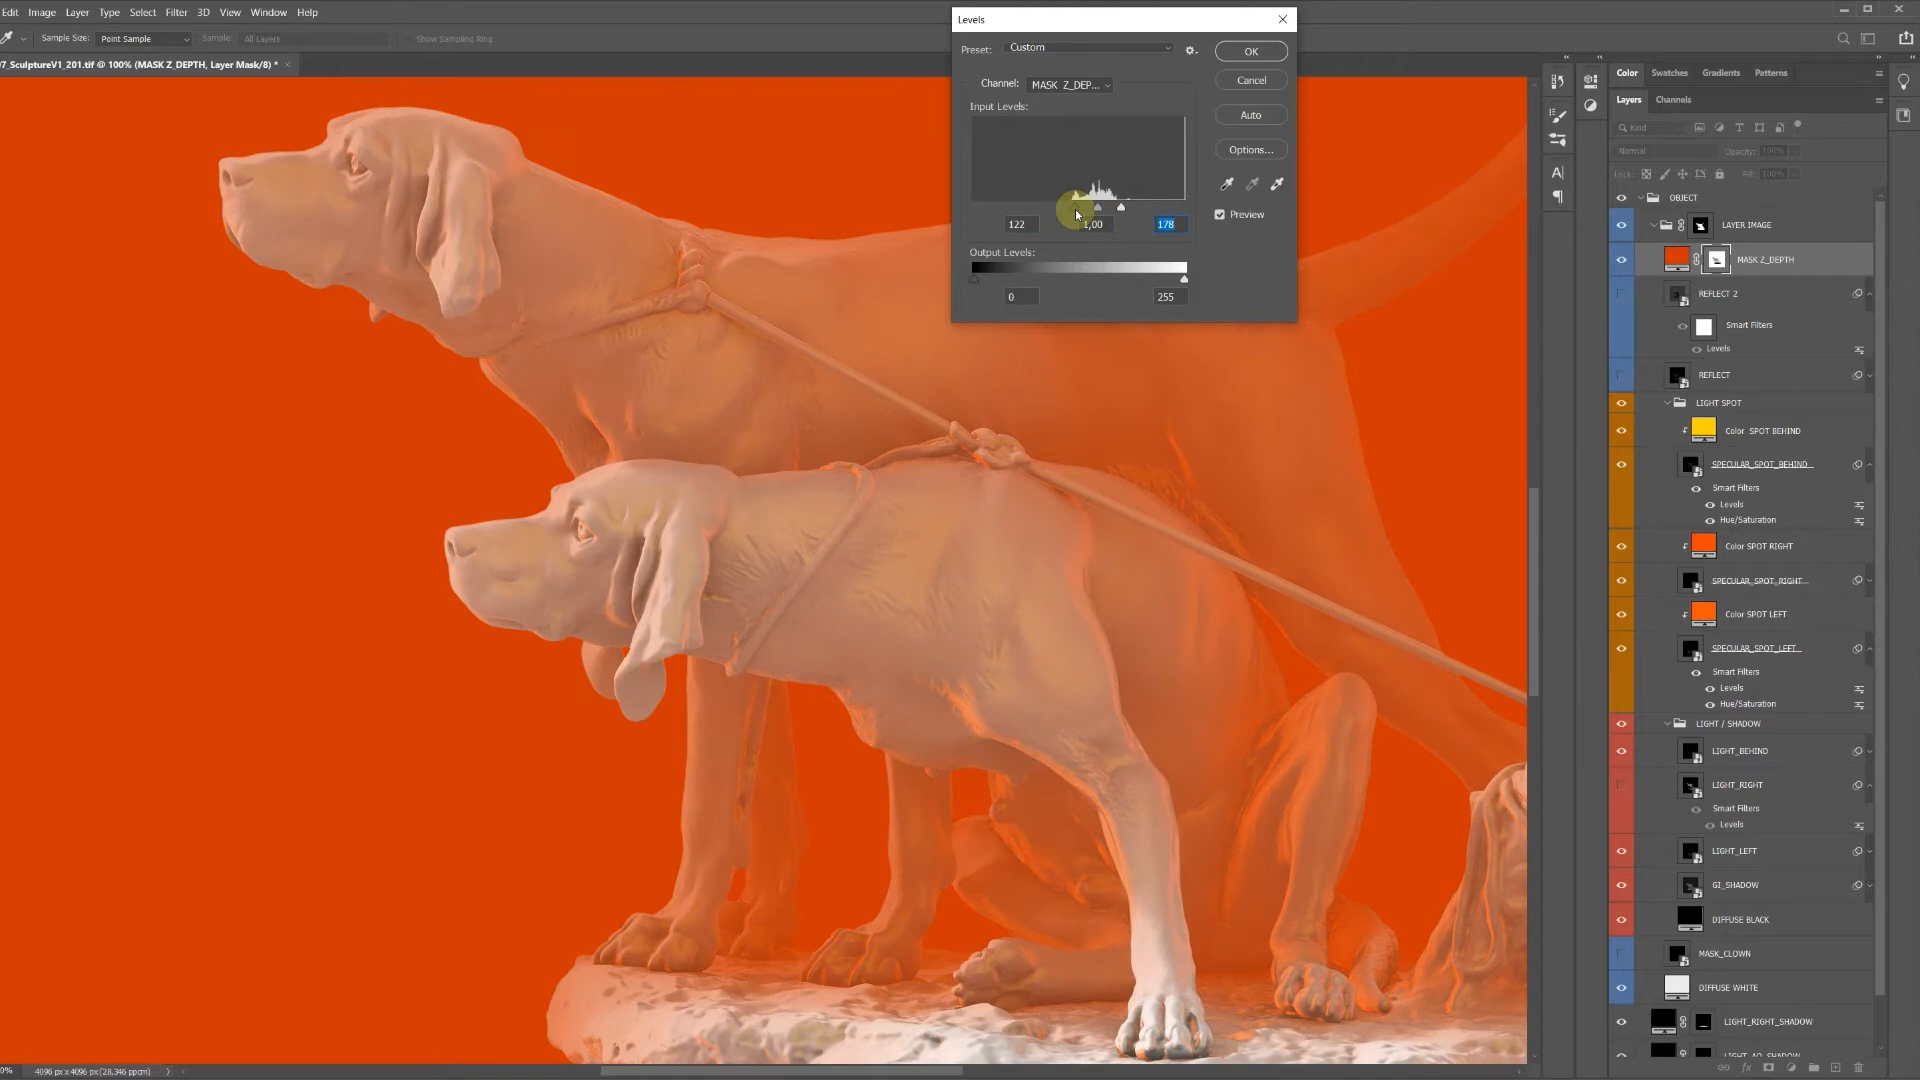 Edit Image Layer Type Select Filter 3D View Window Help
Sample Size: Point Sample Sample: All Layers Show Sampling Ring
7_SculptureV1_201.tif @ 100% (MASK Z_DEPTH, Layer Mask/8) * ×
Levels
Preset: Custom
OK
Channel: MASK Z_DEP...
Cancel
Input Levels:
Auto
Options...
Preview
122 1,00 178
Output Levels:
0 255
Color Swatches Gradients Patterns
Layers Channels
Kind
Normal Opacity: 100%
Lock: Fill: 100%
OBJECT
LAYER IMAGE
MASK Z_DEPTH
REFLECT 2
Smart Filters
Levels
REFLECT
LIGHT SPOT
Color SPOT BEHIND
SPECULAR_SPOT_BEHIND
Smart Filters
Levels
Hue/Saturation
Color SPOT RIGHT
SPECULAR_SPOT_RIGHT
Color SPOT LEFT
SPECULAR_SPOT_LEFT
Smart Filters
Levels
Hue/Saturation
LIGHT / SHADOW
LIGHT_BEHIND
LIGHT_RIGHT
Smart Filters
Levels
LIGHT_LEFT
GI_SHADOW
DIFFUSE BLACK
MASK_CLOWN
DIFFUSE WHITE
LIGHT_RIGHT_SHADOW
LIGHT_AO_SHADOW
0% 4096 px x 4096 px (28,346 ppcm)